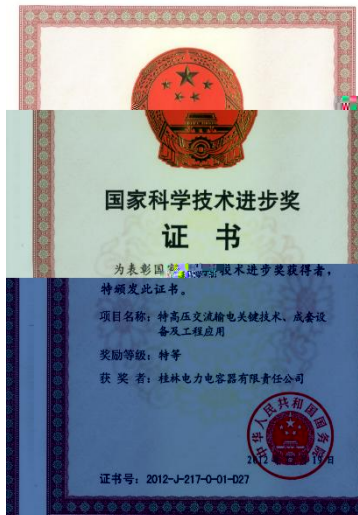 国家科学技术进步奖
证 书
为表彰国家 技术进步奖获得者，
特颁发此证书。
项目名称：特高压交流输电关键技术、成套设
备及工程应用
奖励等级：特等
获 奖 者：桂林电力电容器有限责任公司
中华人民共和国国务院
证书号：2012-J-217-0-01-D27